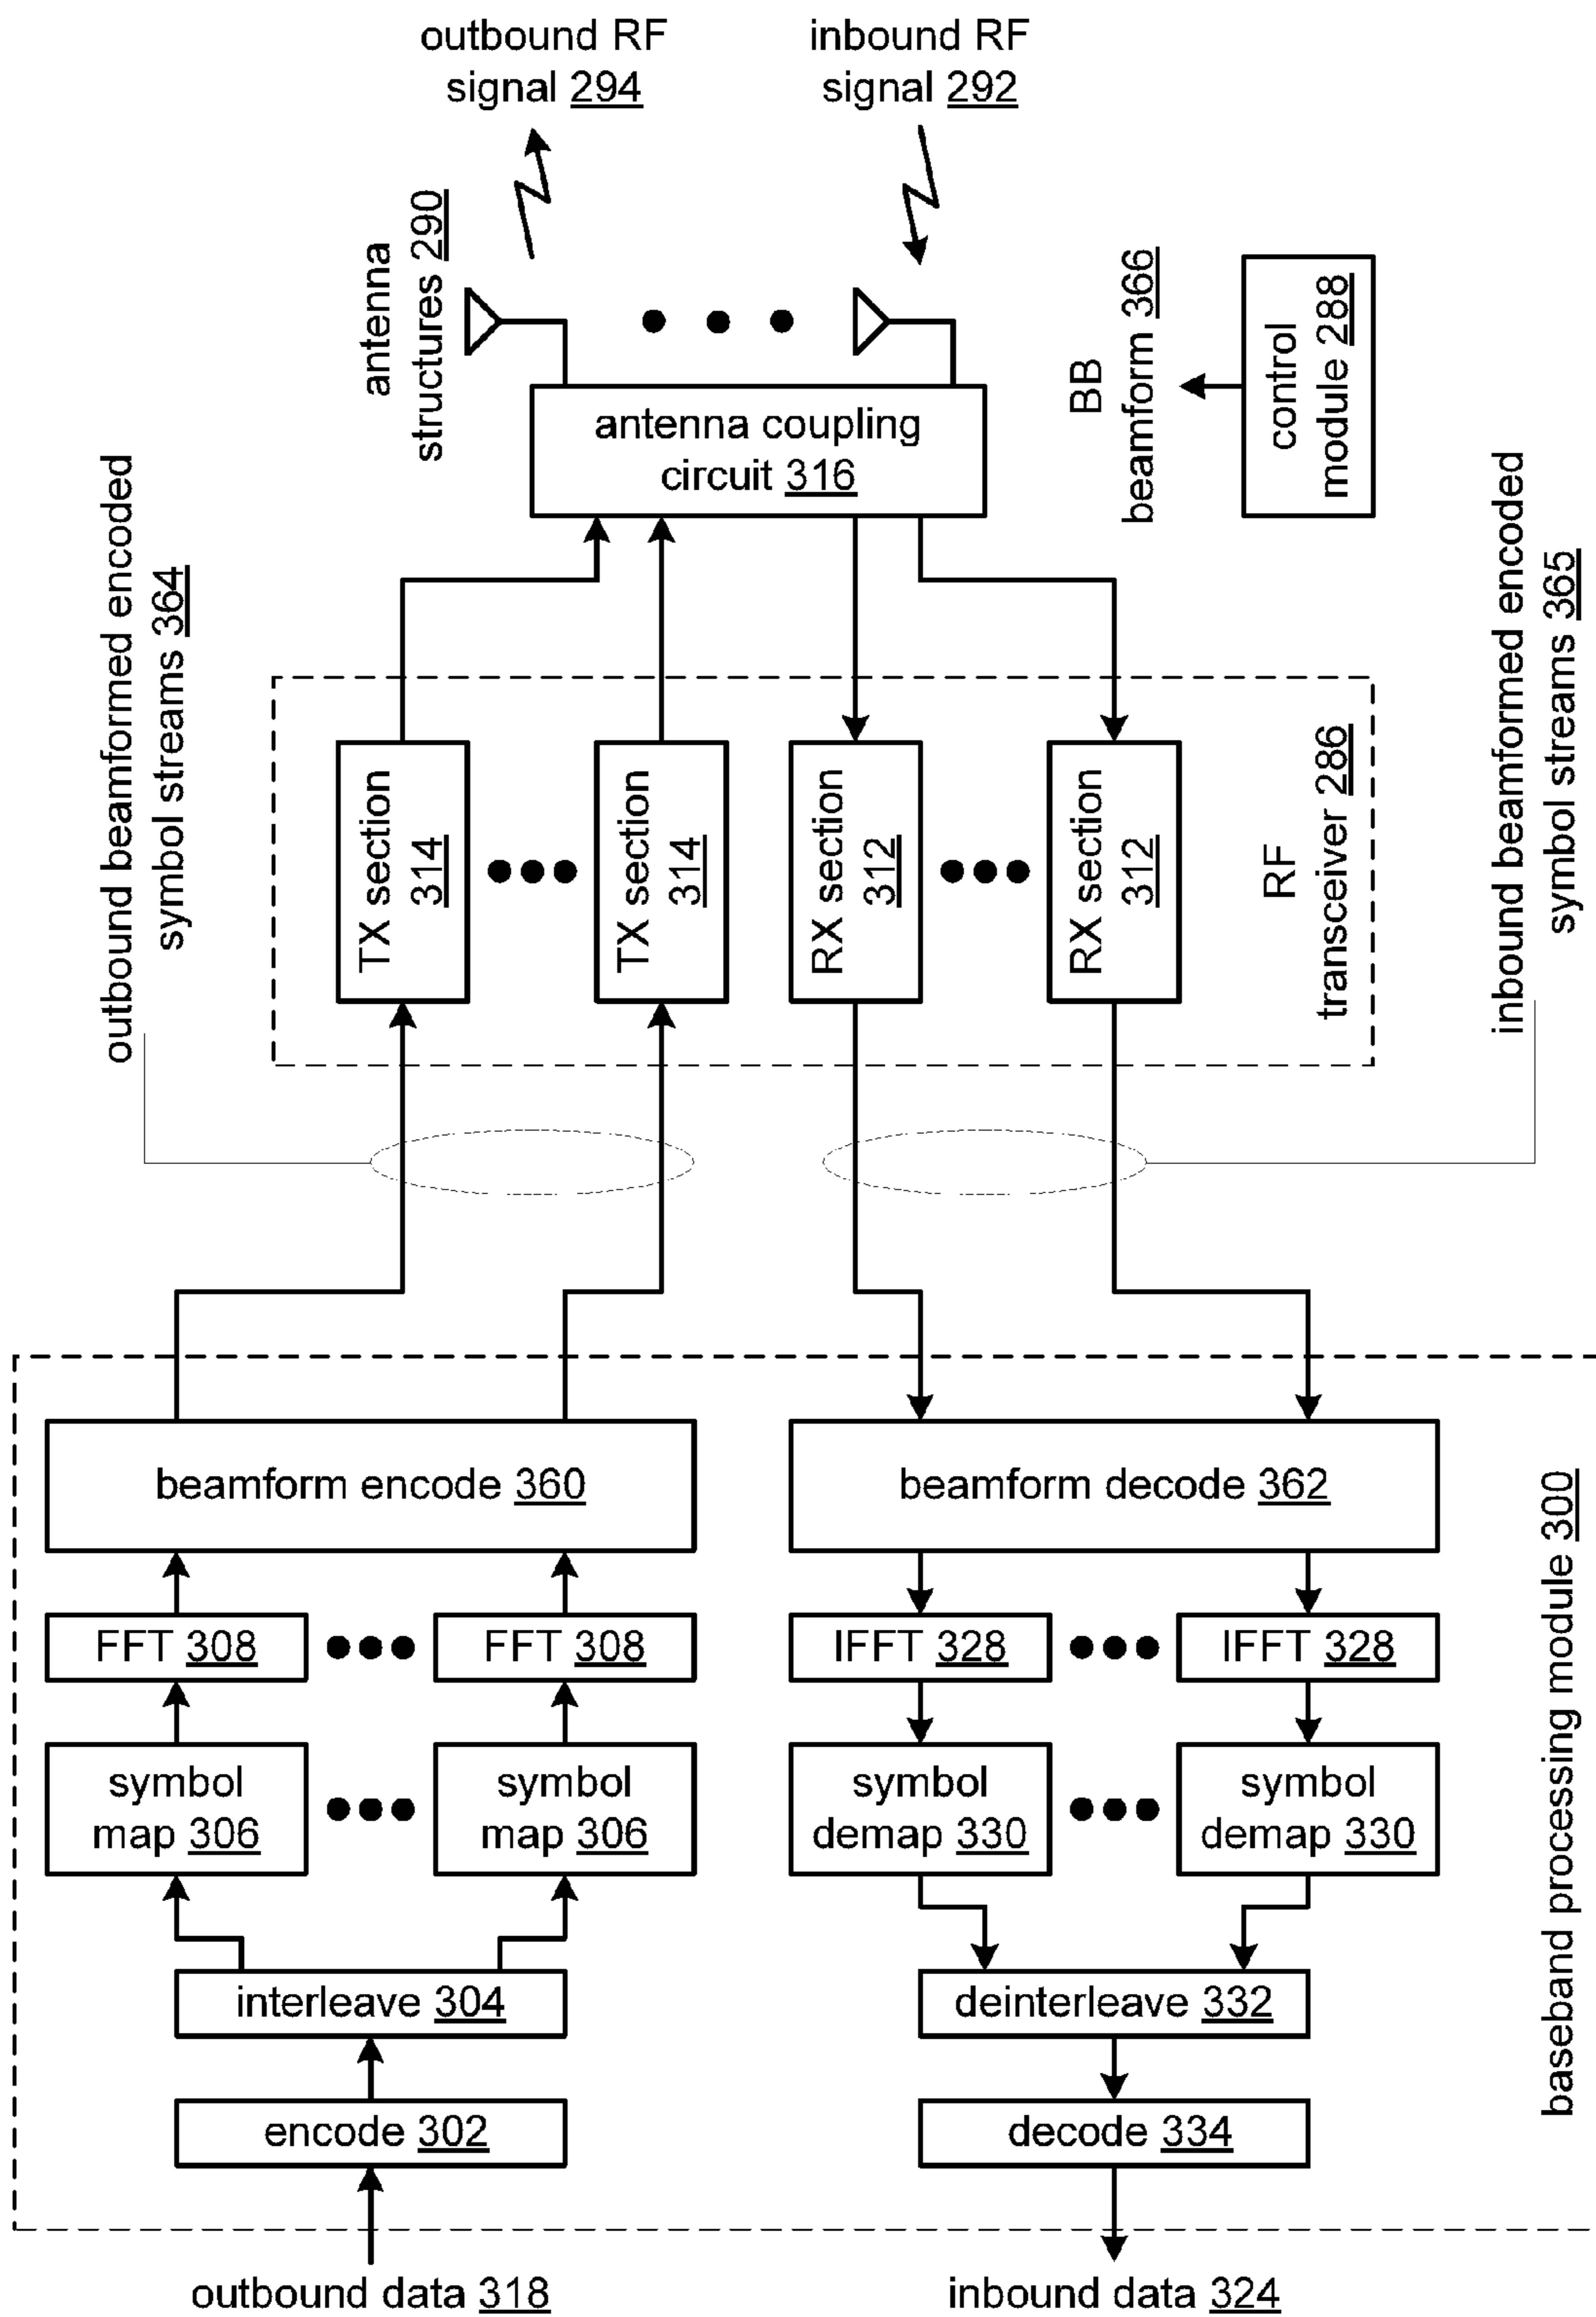 outbound RF
signal 294
inbound RF
signal 292
antenna
structures 290
antenna coupling
circuit 316
BB
beamform 366
control
module 288
outbound beamformed encoded
symbol streams 364
inbound beamformed encoded
symbol streams 365
TX section
314
TX section
314
RX section
312
RX section
312
RF
transceiver 286
beamform encode 360
beamform decode 362
FFT 308
FFT 308
IFFT 328
IFFT 328
symbol
map 306
symbol
map 306
symbol
demap 330
symbol
demap 330
interleave 304
deinterleave 332
encode 302
decode 334
baseband processing module 300
outbound data 318
inbound data 324